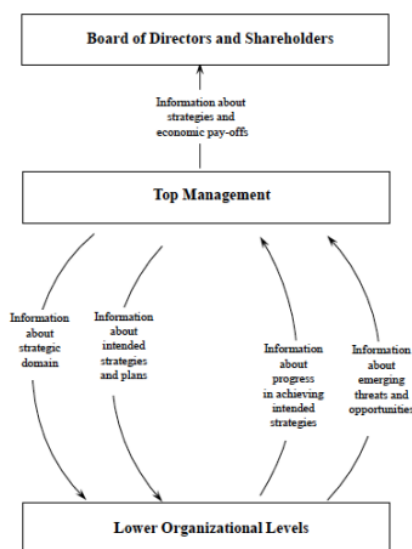 Board of Directors and Shareholders
Information about
strategies and
economic pay-offs
Top Management
Information
about
strategic
domain
Information
about
intended
strategies
and plans
Information
about
progress
in achieving
intended
strategies
Information
about
emerging
threats and
opportunities
Lower Organizational Levels